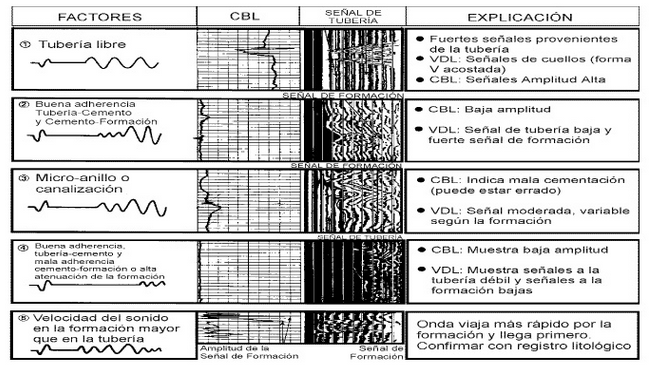 FACTORES
CBL
SEÑAL DE
TUBERÍA
EXPLICACIÓN
① Tubería libre
● Fuertes señales provenientes
de la tubería
● VDL: Señales de cuellos (forma
V acostada)
● CBL: Señales Amplitud Alta
SEÑAL DE FORMACIÓN
② Buena adherencia
Tubería-Cemento
y Cemento-Formación
● CBL: Baja amplitud
● VDL: Señal de tubería baja y
fuerte señal de formación
SEÑAL DE FORMACIÓN
③ Micro-anillo o
canalización
● CBL: Indica mala cementación
(puede estar errado)
● VDL: Señal moderada, variable
según la formación
SEÑAL DE TUBERÍA
④ Buena adherencia,
tubería-cemento y
mala adherencia
cemento-formación o alta
atenuación de la formación
● CBL: Muestra baja amplitud
● VDL: Muestra señales a la
tubería débil y señales a la
formación bajas
⑤ Velocidad del sonido
en la formación mayor
que en la tubería
Amplitud de la
Señal de Formación
Señal de
Formación
Onda viaja más rápido por la
formación y llega primero.
Confirmar con registro litológico